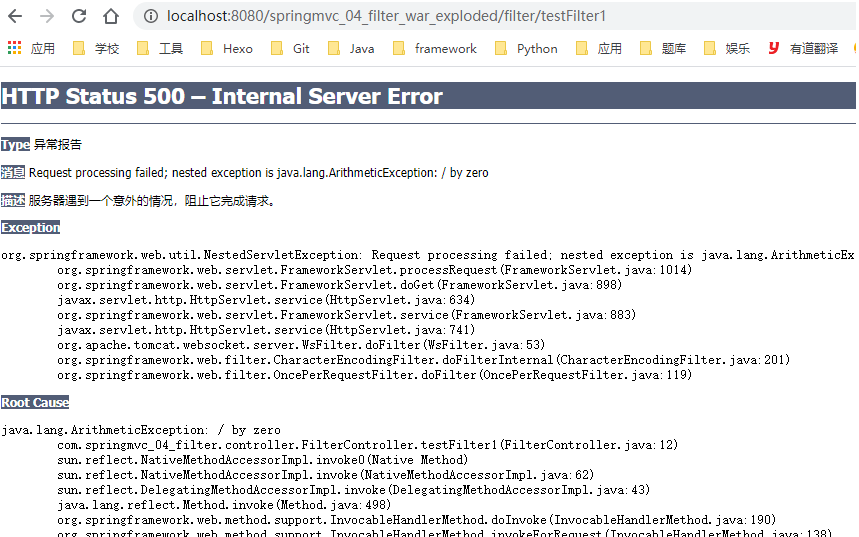 localhost:8080/springmvc_04_filter_war_exploded/filter/testFilter1
应用 学校 工具 Hexo Git Java framework Python 应用 题库 娱乐 y 有道翻译
HTTP Status 500 – Internal Server Error
Type 异常报告
消息 Request processing failed; nested exception is java.lang.ArithmeticException: / by zero
描述 服务器遇到一个意外的情况，阻止它完成请求。
Exception
org.springframework.web.util.NestedServletException: Request processing failed; nested exception is java.lang.ArithmeticEx
org.springframework.web.servlet.FrameworkServlet.processRequest(FrameworkServlet.java:1014)
org.springframework.web.servlet.FrameworkServlet.doGet(FrameworkServlet.java:898)
javax.servlet.http.HttpServlet.service(HttpServlet.java:634)
org.springframework.web.servlet.FrameworkServlet.service(FrameworkServlet.java:883)
javax.servlet.http.HttpServlet.service(HttpServlet.java:741)
org.apache.tomcat.websocket.server.WsFilter.doFilter(WsFilter.java:53)
org.springframework.web.filter.CharacterEncodingFilter.doFilterInternal(CharacterEncodingFilter.java:201)
org.springframework.web.filter.OncePerRequestFilter.doFilter(OncePerRequestFilter.java:119)
Root Cause
java.lang.ArithmeticException: / by zero
com.springmvc_04_filter.controller.FilterController.testFilter1(FilterController.java:12)
sun.reflect.NativeMethodAccessorImpl.invoke0(Native Method)
sun.reflect.NativeMethodAccessorImpl.invoke(NativeMethodAccessorImpl.java:62)
sun.reflect.DelegatingMethodAccessorImpl.invoke(DelegatingMethodAccessorImpl.java:43)
java.lang.reflect.Method.invoke(Method.java:498)
org.springframework.web.method.support.InvocableHandlerMethod.doInvoke(InvocableHandlerMethod.java:190)
org.springframework.web.method.support.InvocableHandlerMethod.invokeForRequest(InvocableHandlerMethod.java:138)